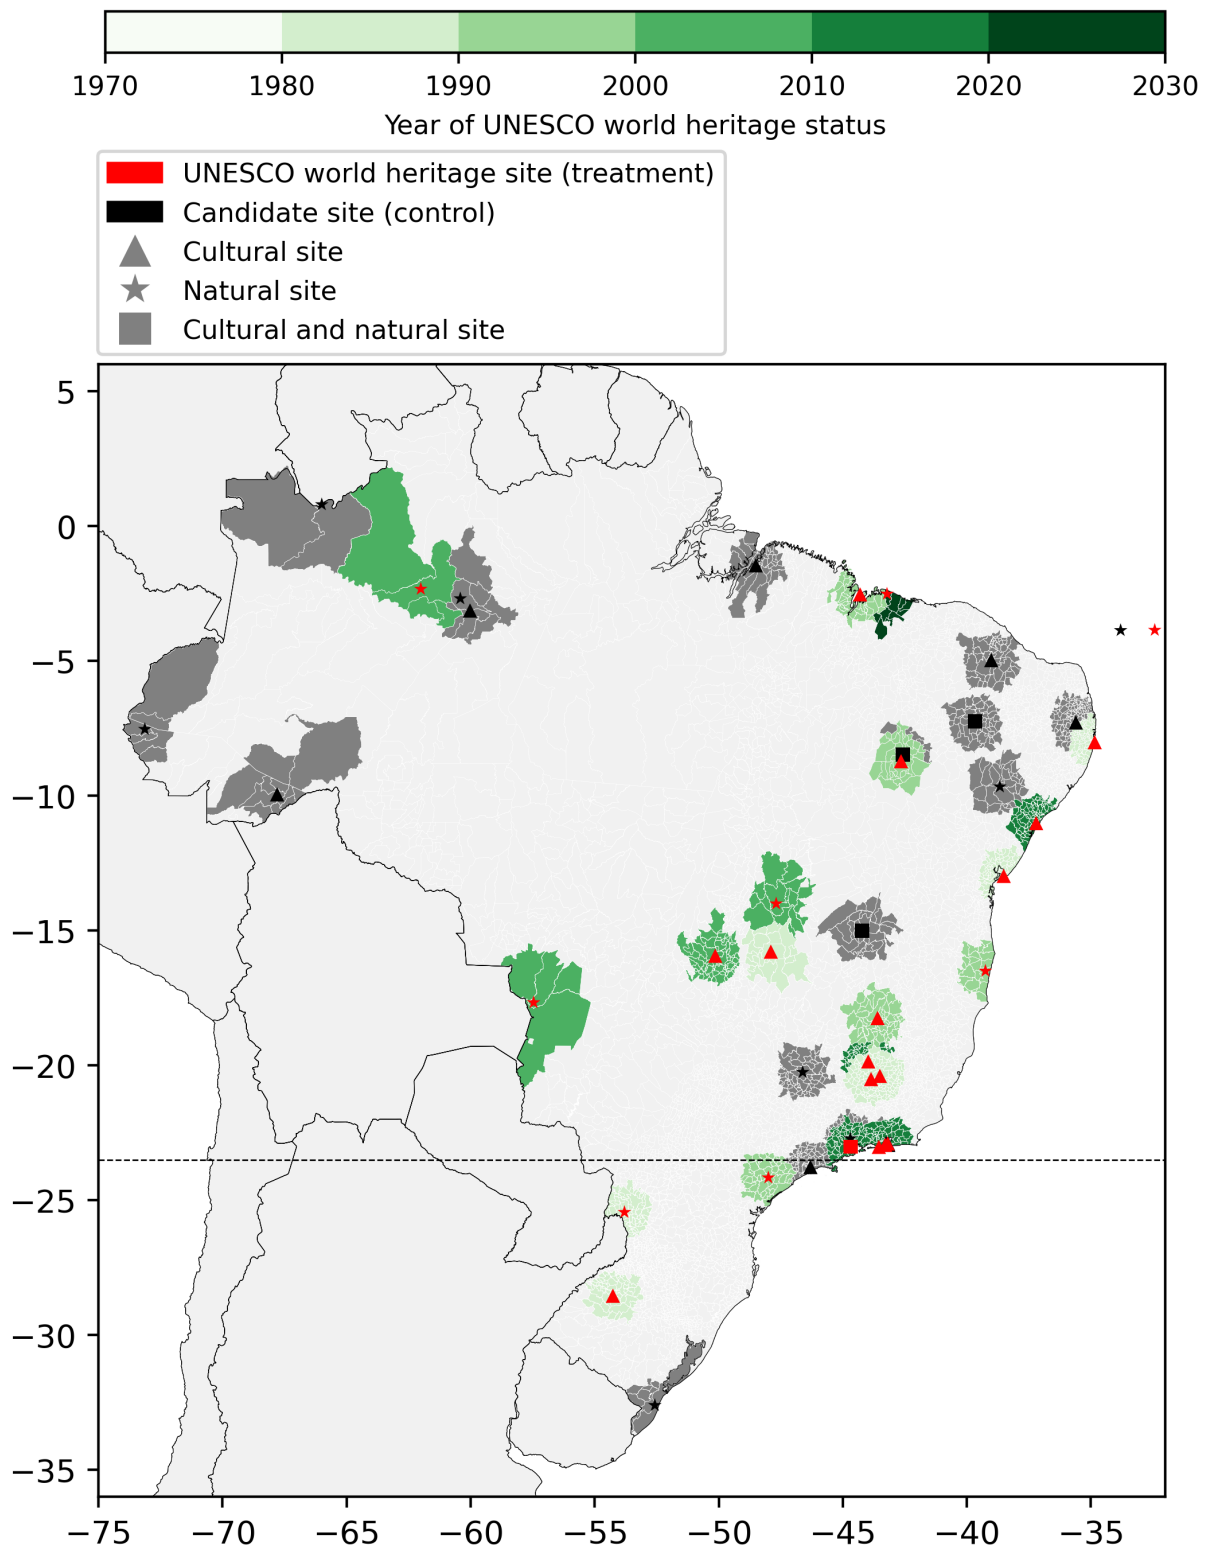 1970 1980 1990 2000 2010 2020 2030
Year of UNESCO world heritage status
UNESCO world heritage site (treatment)
Candidate site (control)
Cultural site
Natural site
Cultural and natural site
5
0
−5
−10
−15
−20
−25
−30
−35
−75 −70 −65 −60 −55 −50 −45 −40 −35